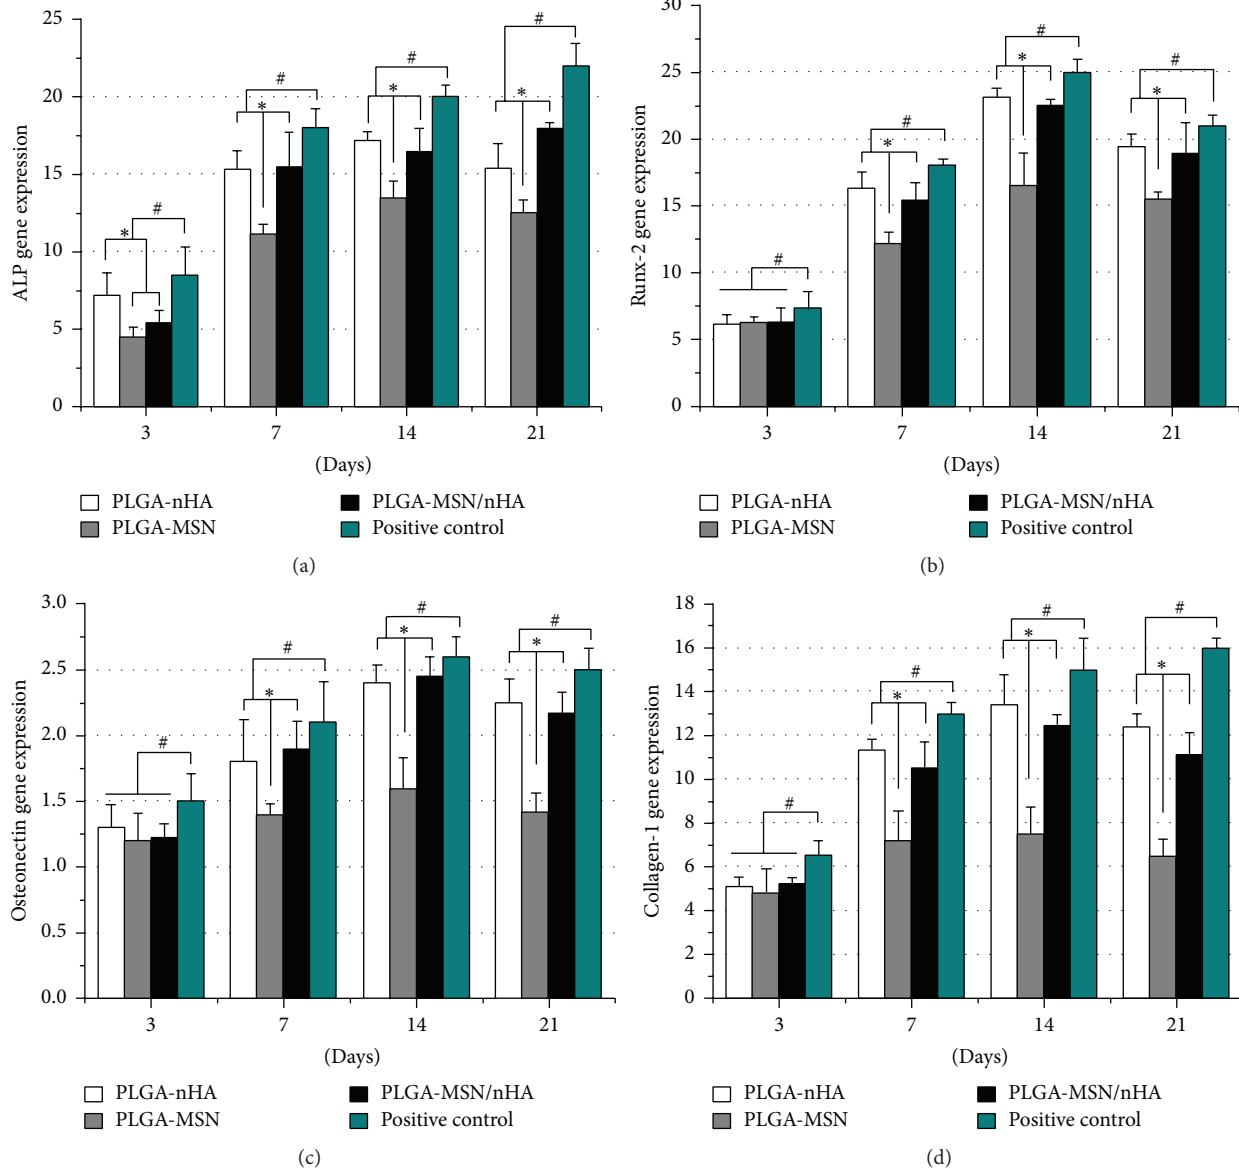 ALP gene expression
25
20
15
10
5
0
#
*
#
*
#
*
#
*
3 7 14 21
(Days)
PLGA-nHA PLGA-MSN/nHA
PLGA-MSN Positive control
(a)
Runx-2 gene expression
30
25
20
15
10
5
0
#
#
*
#
*
#
*
3 7 14 21
(Days)
PLGA-nHA PLGA-MSN/nHA
PLGA-MSN Positive control
(b)
Osteonectin gene expression
3.0
2.5
2.0
1.5
1.0
0.5
0.0
#
#
*
#
*
#
*
3 7 14 21
(Days)
PLGA-nHA PLGA-MSN/nHA
PLGA-MSN Positive control
(c)
Collagen-1 gene expression
18
16
14
12
10
8
6
4
2
0
#
#
*
#
*
#
*
3 7 14 21
(Days)
PLGA-nHA PLGA-MSN/nHA
PLGA-MSN Positive control
(d)